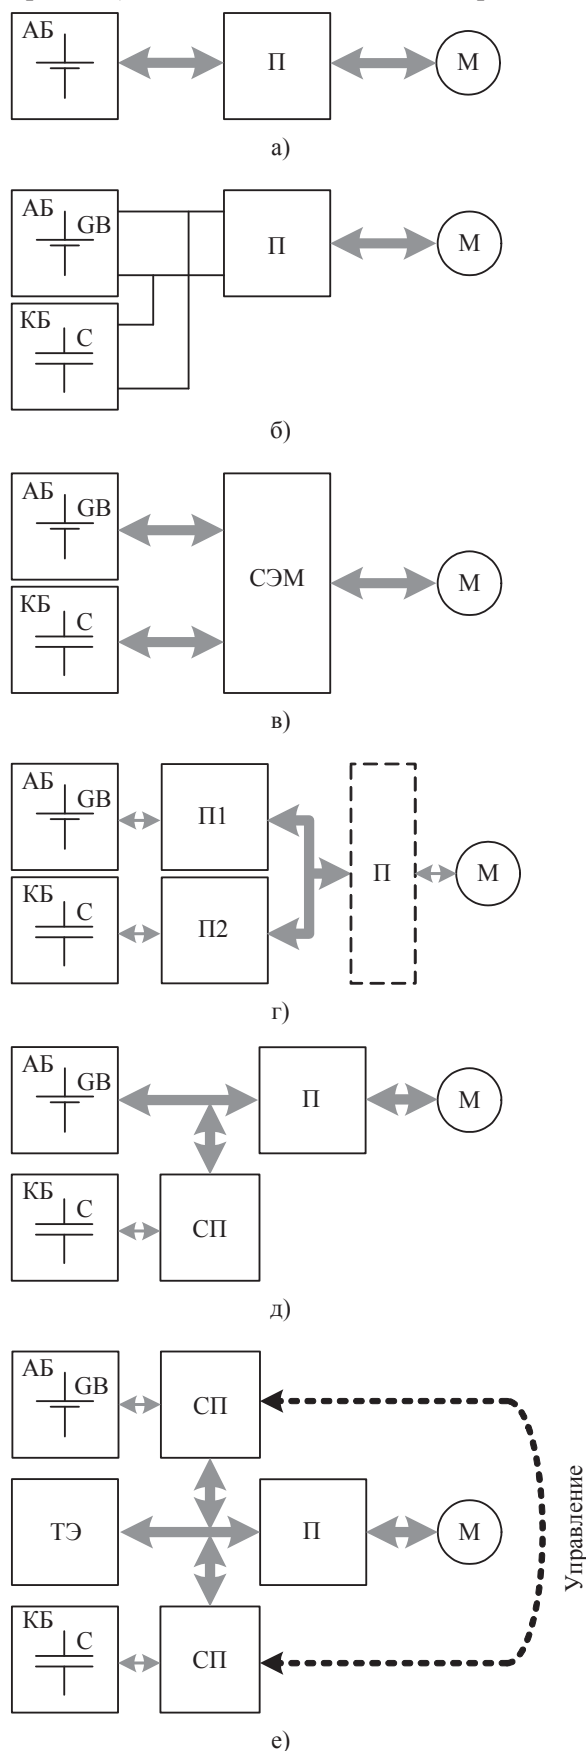 АБ
П
М
а)
АБ
GB
П
М
КБ
С
б)
АБ
GB
СЭМ
М
КБ
С
в)
АБ
GB
П1
П
М
КБ
С
П2
г)
АБ
GB
П
М
КБ
С
СП
д)
АБ
GB
СП
ТЭ
П
М
Управление
КБ
С
СП
е)